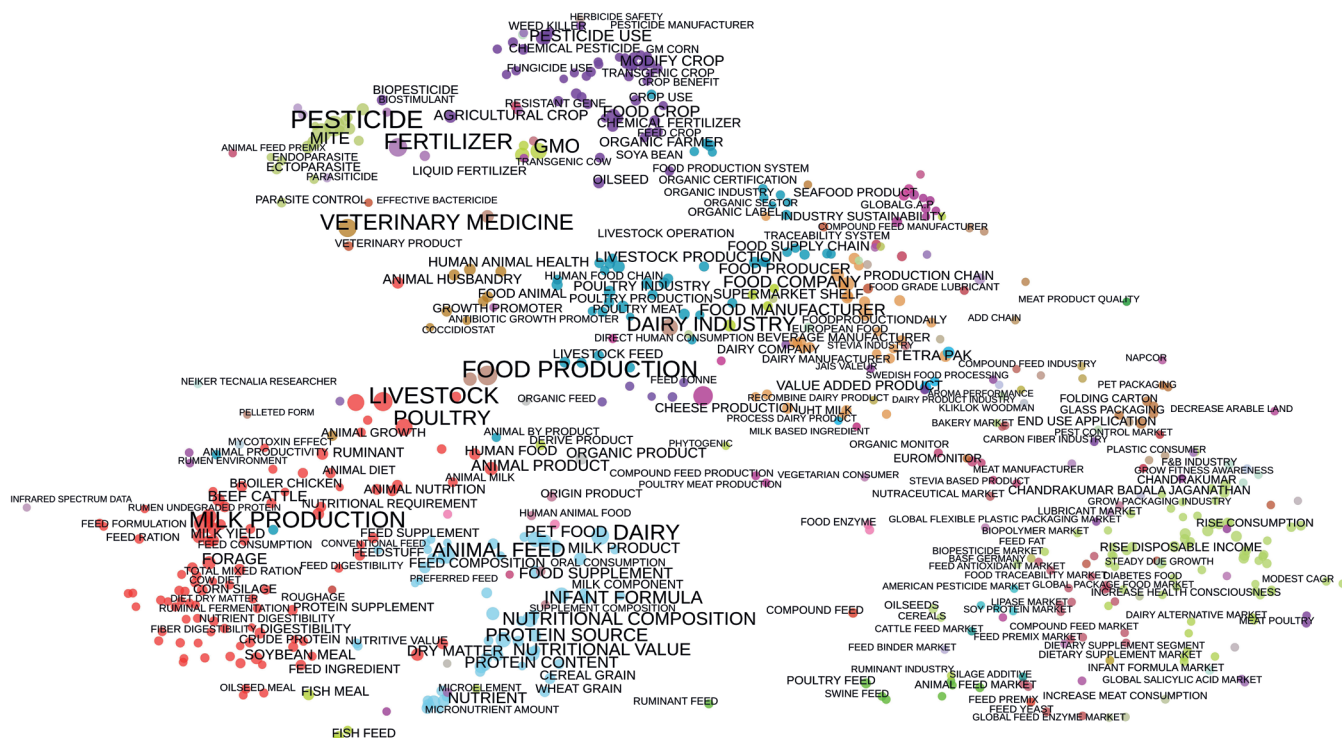 HERBICIDE SAFETY
WEED KILLER
PESTICIDE MANUFACTURER
PESTICIDE USE
CHEMICAL PESTICIDE
GM CORN
MODIFY CROP
FUNGICIDE USE
TRANSGENIC CROP
CROP BENEFIT
BIOPESTICIDE
BIOSTIMULANT
RESISTANT GENE
CROP USE
PESTICIDE
AGRICULTURAL CROP
FOOD CROP
CHEMICAL FERTILIZER
MITE
FERTILIZER
FEED CROP
GMO
ORGANIC FARMER
ANIMAL FEED PREMIX
ENDOPARASITE
SOYA BEAN
TRANSGENIC COW
ECTOPARASITE
LIQUID FERTILIZER
FOOD PRODUCTION SYSTEM
PARASITICIDE
OILSEED
ORGANIC CERTIFICATION
ORGANIC INDUSTRY
SEAFOOD PRODUCT
PARASITE CONTROL
EFFECTIVE BACTERICIDE
ORGANIC SECTOR
GLOBALG.A.P
ORGANIC LABEL
INDUSTRY SUSTAINABILITY
VETERINARY MEDICINE
COMPOUND FEED MANUFACTURER
LIVESTOCK OPERATION
TRACEABILITY SYSTEM
VETERINARY PRODUCT
FOOD SUPPLY CHAIN
LIVESTOCK PRODUCTION
HUMAN ANIMAL HEALTH
FOOD PRODUCER
ANIMAL HUSBANDRY
HUMAN FOOD CHAIN
PRODUCTION CHAIN
FOOD COMPANY
POULTRY INDUSTRY
FOOD GRADE LUBRICANT
FOOD ANIMAL
POULTRY PRODUCTION
SUPERMARKET SHELF
MEAT PRODUCT QUALITY
GROWTH PROMOTER
POULTRY MEAT
FOOD MANUFACTURER
ANTIBIOTIC GROWTH PROMOTER
FOODPRODUCTIONDAILY
ADD CHAIN
COCCIDIOSTAT
DAIRY INDUSTRY
EUROPEAN FOOD
DIRECT HUMAN CONSUMPTION
BEVERAGE MANUFACTURER
STEVIA INDUSTRY
DAIRY COMPANY
LIVESTOCK FEED
DAIRY MANUFACTURER
TETRA PAK
JAIS VALEUR
COMPOUND FEED INDUSTRY
NAPCOR
FOOD PRODUCTION
SWEDISH FOOD PROCESSING
NEIKER TECNALIA RESEARCHER
FEED TONNE
VALUE ADDED PRODUCT
PET PACKAGING
LIVESTOCK
ORGANIC FEED
RECOMBINE DAIRY PRODUCT
AROMA PERFORMANCE
DAIRY PRODUCT INDUSTRY
FOLDING CARTON
PELLETED FORM
POULTRY
CHEESE PRODUCTION
UHT MILK
KLIKLOK WOODMAN
GLASS PACKAGING
DECREASE ARABLE LAND
PROCESS DAIRY PRODUCT
BAKERY MARKET
END USE APPLICATION
ANIMAL GROWTH
ANIMAL BY PRODUCT
MILK BASED INGREDIENT
PEST CONTROL MARKET
MYCOTOXIN EFFECT
DERIVE PRODUCT
PHYTOGENIC
ORGANIC MONITOR
CARBON FIBER INDUSTRY
ANIMAL PRODUCTIVITY
RUMINANT
HUMAN FOOD
ORGANIC PRODUCT
PLASTIC CONSUMER
RUMEN ENVIRONMENT
EUROMONITOR
F&B INDUSTRY
ANIMAL DIET
ANIMAL PRODUCT
MEAT MANUFACTURER
GROW FITNESS AWARENESS
BROILER CHICKEN
ANIMAL MILK
COMPOUND FEED PRODUCTION
VEGETARIAN CONSUMER
STEVIA BASED PRODUCT
CHANDRAKUMAR
POULTRY MEAT PRODUCTION
ANIMAL NUTRITION
ORIGIN PRODUCT
NUTRACEUTICAL MARKET
CHANDRAKUMAR BADALA JAGANATHAN
INFRARED SPECTRUM DATA
BEEF CATTLE
NUTRITIONAL REQUIREMENT
GROW PACKAGING INDUSTRY
RUMEN UNDEGRADED PROTEIN
HUMAN ANIMAL FOOD
LUBRICANT MARKET
FEED FORMULATION
MILK PRODUCTION
FOOD ENZYME
GLOBAL FLEXIBLE PLASTIC PACKAGING MARKET
RISE CONSUMPTION
FEED RATION
MILK YIELD
FEED SUPPLEMENT
PET FOOD
DAIRY
BIOPOLYMER MARKET
FEED CONSUMPTION
CONVENTIONAL FEED
FEEDSTUFF
ANIMAL FEED
MILK PRODUCT
FEED FAT
RISE DISPOSABLE INCOME
BIOPESTICIDE MARKET
FORAGE
FEED DIGESTIBILITY
FEED COMPOSITION
ORAL CONSUMPTION
BASF GERMANY
STEADY DUE GROWTH
FEED ANTIOXIDANT MARKET
TOTAL MIXED RATION
PREFERRED FEED
FOOD SUPPLEMENT
FOOD TRACEABILITY MARKET
DIABETES FOOD
COW DIET
MILK COMPONENT
AMERICAN PESTICIDE MARKET
GLOBAL PACKAGE FOOD MARKET
MODEST CAGR
CORN SILAGE
INCREASE HEALTH CONSCIOUSNESS
DIET DRY MATTER
ROUGHAGE
INFANT FORMULA
RUMINAL FERMENTATION
PROTEIN SUPPLEMENT
SUPPLEMENT COMPOSITION
COMPOUND FEED
OILSEEDS
LIPASE MARKET
SOY PROTEIN MARKET
NUTRIENT DIGESTIBILITY
NUTRITIONAL COMPOSITION
CEREALS
DAIRY ALTERNATIVE MARKET
MEAT POULTRY
FIBER DIGESTIBILITY
DIGESTIBILITY
CATTLE FEED MARKET
COMPOUND FEED MARKET
CRUDE PROTEIN
NUTRITIVE VALUE
PROTEIN SOURCE
FEED PREMIX MARKET
SOYBEAN MEAL
DRY MATTER
NUTRITIONAL VALUE
FEED BINDER MARKET
DIETARY SUPPLEMENT SEGMENT
DIETARY SUPPLEMENT MARKET
FEED INGREDIENT
PROTEIN CONTENT
RUMINANT INDUSTRY
INFANT FORMULA MARKET
CEREAL GRAIN
POULTRY FEED
SILAGE ADDITIVE
GLOBAL SALICYLIC ACID MARKET
OILSEED MEAL
FISH MEAL
MICROELEMENT
WHEAT GRAIN
SWINE FEED
ANIMAL FEED MARKET
NUTRIENT
RUMINANT FEED
FEED PREMIX
INCREASE MEAT CONSUMPTION
MICRONUTRIENT AMOUNT
FEED YEAST
GLOBAL FEED ENZYME MARKET
FISH FEED